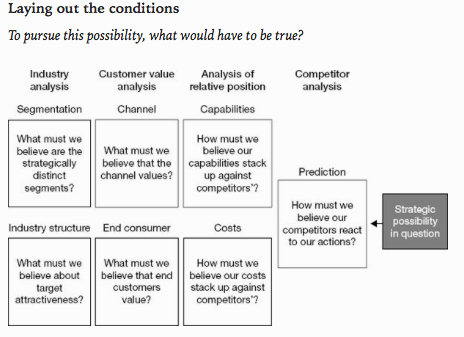 Laying out the conditions
To pursue this possibility, what would have to be true?
Industry
analysis
Customer value
analysis
Analysis of
relative position
Competitor
analysis
Segmentation
Channel
Capabilities
What must we
believe are the
strategically
distinct
segments?
What must we
believe that the
channel values?
How must we
believe our
capabilities stack
up against
competitors'?
Prediction
How must we
believe our
competitors react
to our actions?
Strategic
possibility
in question
Industry structure
End consumer
Costs
What must we
believe about
target
attractiveness?
What must we
believe that end
customers
value?
How must we
believe our costs
stack up against
competitors'?